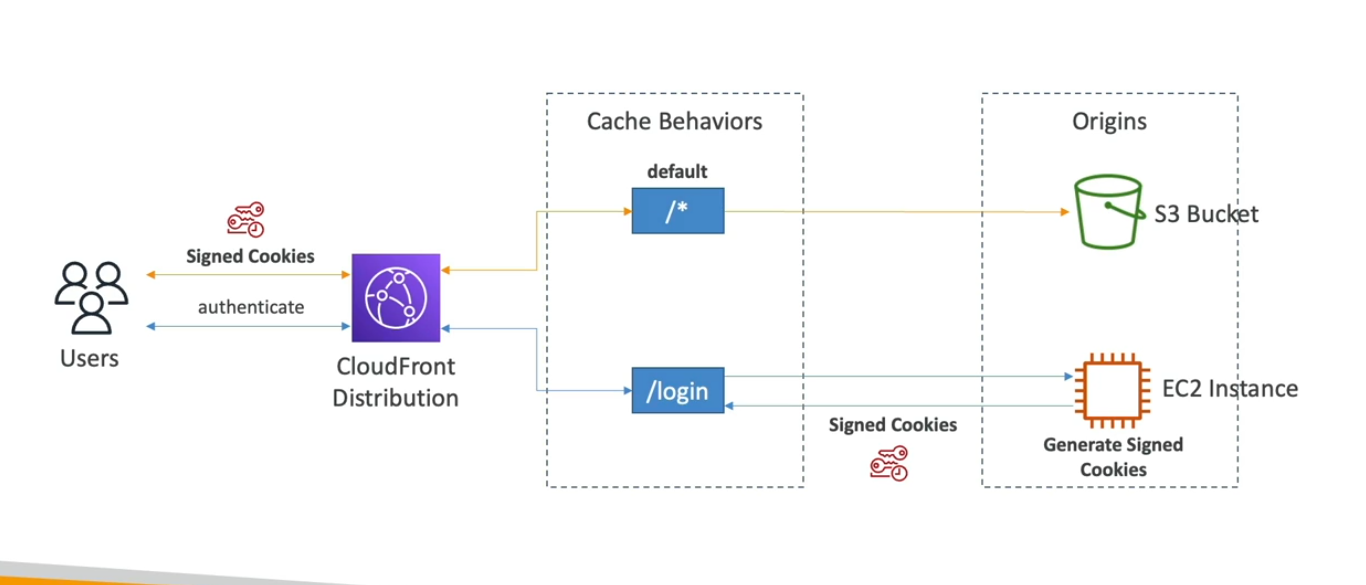 Cache Behaviors
Origins
default
/*
S3 Bucket
Signed Cookies
authenticate
Users
CloudFront
Distribution
/login
EC2 Instance
Signed Cookies
Generate Signed
Cookies